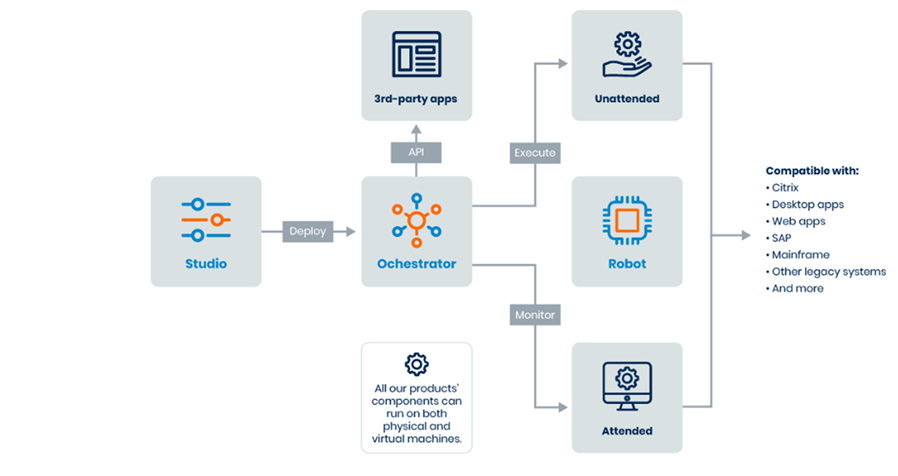 3rd-party apps
Unattended
API
Execute
Compatible with:
• Citrix
• Desktop apps
• Web apps
• SAP
• Mainframe
• Other legacy systems
• And more
Deploy
Studio
Ochestrator
Robot
Monitor
All our products'
components can
run on both
physical and
virtual machines.
Attended